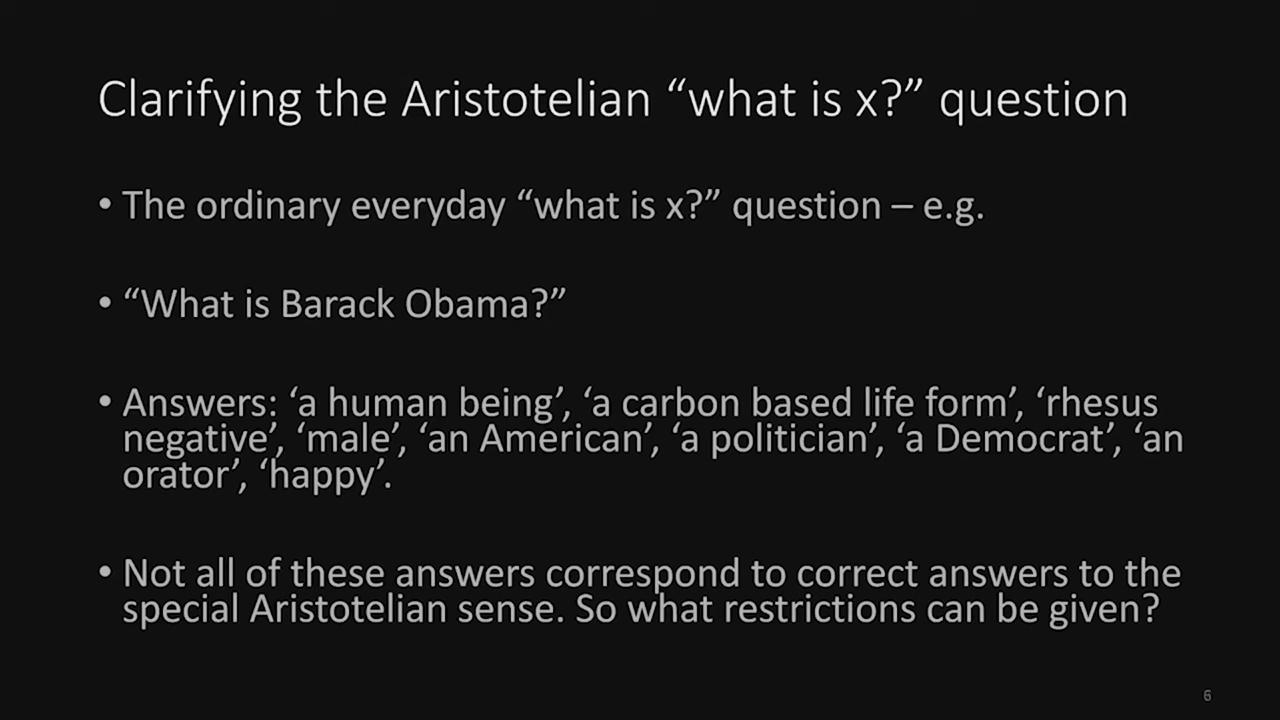 Clarifying the Aristotelian “what is x?” question
• The ordinary everyday “what is x?” question – e.g.
• “What is Barack Obama?”
• Answers: ‘a human being’, ‘a carbon based life form’, ‘rhesus
negative’, ‘male’, ‘an American’, ‘a politician’, ‘a Democrat’, ‘an
orator’, ‘happy’.
• Not all of these answers correspond to correct answers to the
special Aristotelian sense. So what restrictions can be given?
6